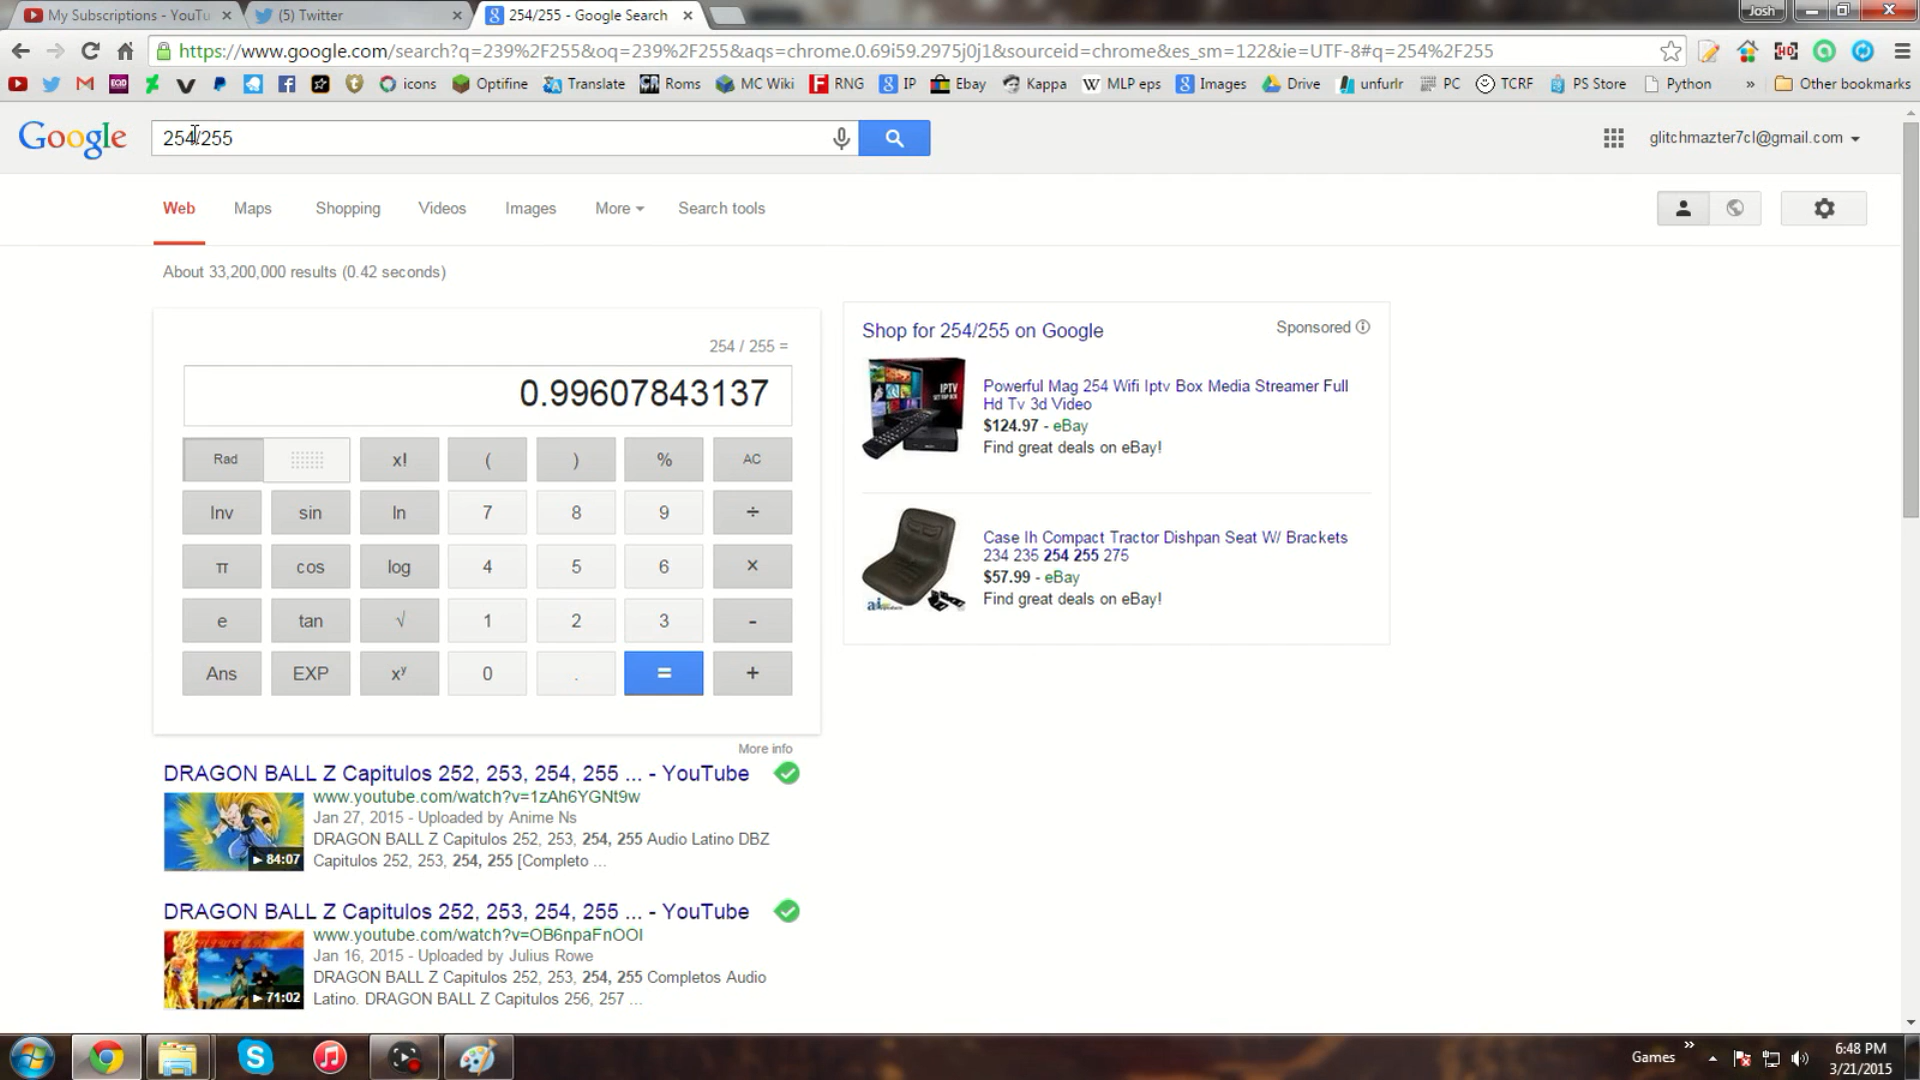 My Subscriptions - YouTu
(5) Twitter
254/255 - Google Search
Josh
https://www.google.com/search?q=239%2F255&oq=239%2F255&aqs=chrome.0.69i59.2975j0j1&sourceid=chrome&es_sm=122&ie=UTF-8#q=254%2F255
icons
Optifine
Translate
Roms
MC Wiki
RNG
IP
Ebay
Kappa
MLP eps
Images
Drive
unfurlr
PC
TCRF
PS Store
Python
»
Other bookmarks
Google
254/255
glitchmazter7cl@gmail.com
Web
Maps
Shopping
Videos
Images
More
Search tools
About 33,200,000 results (0.42 seconds)
254 / 255 =
0.99607843137
Rad x! ( ) % AC
Inv sin ln 7 8 9 ÷
π cos log 4 5 6 ×
e tan √ 1 2 3 -
Ans EXP xʸ 0 . = +
More info
Shop for 254/255 on Google
Sponsored
IPTV
Powerful Mag 254 Wifi Iptv Box Media Streamer Full
Hd Tv 3d Video
$124.97 - eBay
Find great deals on eBay!
Case Ih Compact Tractor Dishpan Seat W/ Brackets
234 235 254 255 275
$57.99 - eBay
Find great deals on eBay!
DRAGON BALL Z Capitulos 252, 253, 254, 255 ... - YouTube
www.youtube.com/watch?v=1zAh6YGNt9w
Jan 27, 2015 - Uploaded by Anime Ns
DRAGON BALL Z Capitulos 252, 253, 254, 255 Audio Latino DBZ
Capitulos 252, 253, 254, 255 [Completo ...
84:07
DRAGON BALL Z Capitulos 252, 253, 254, 255 ... - YouTube
www.youtube.com/watch?v=OB6npaFnOOI
Jan 16, 2015 - Uploaded by Julius Rowe
DRAGON BALL Z Capitulos 252, 253, 254, 255 Completos Audio
Latino. DRAGON BALL Z Capitulos 256, 257 ...
71:02
Games
»
6:48 PM
3/21/2015